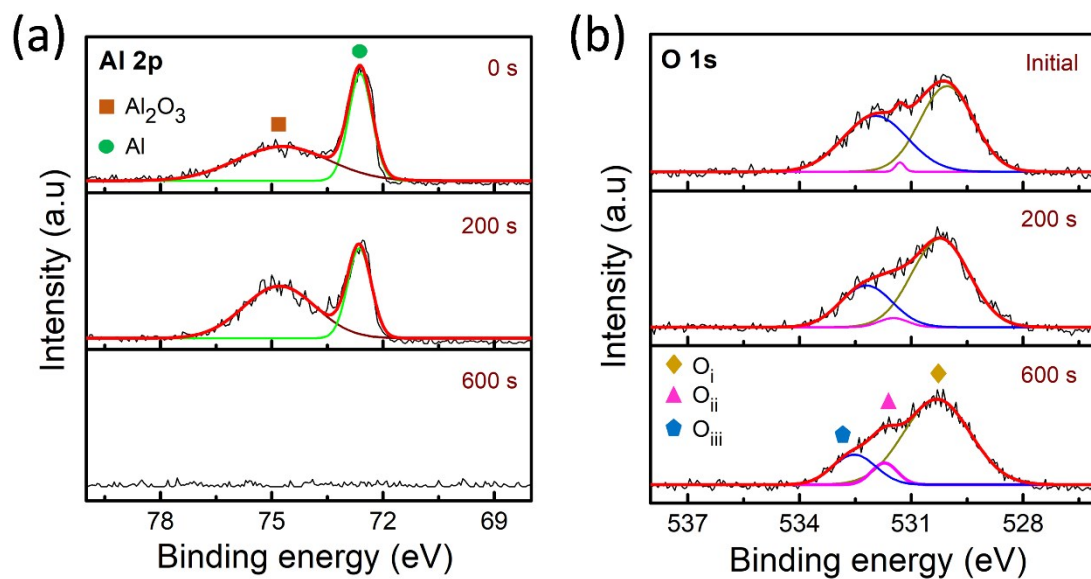 (a)
Al 2p
0 s
Al₂O₃
Al
200 s
600 s
Intensity (a.u)
78 75 72 69
Binding energy (eV)
(b)
O 1s
Initial
200 s
600 s
Oᵢ
Oᵢᵢ
Oᵢᵢᵢ
Intensity (a.u)
537 534 531 528
Binding energy (eV)